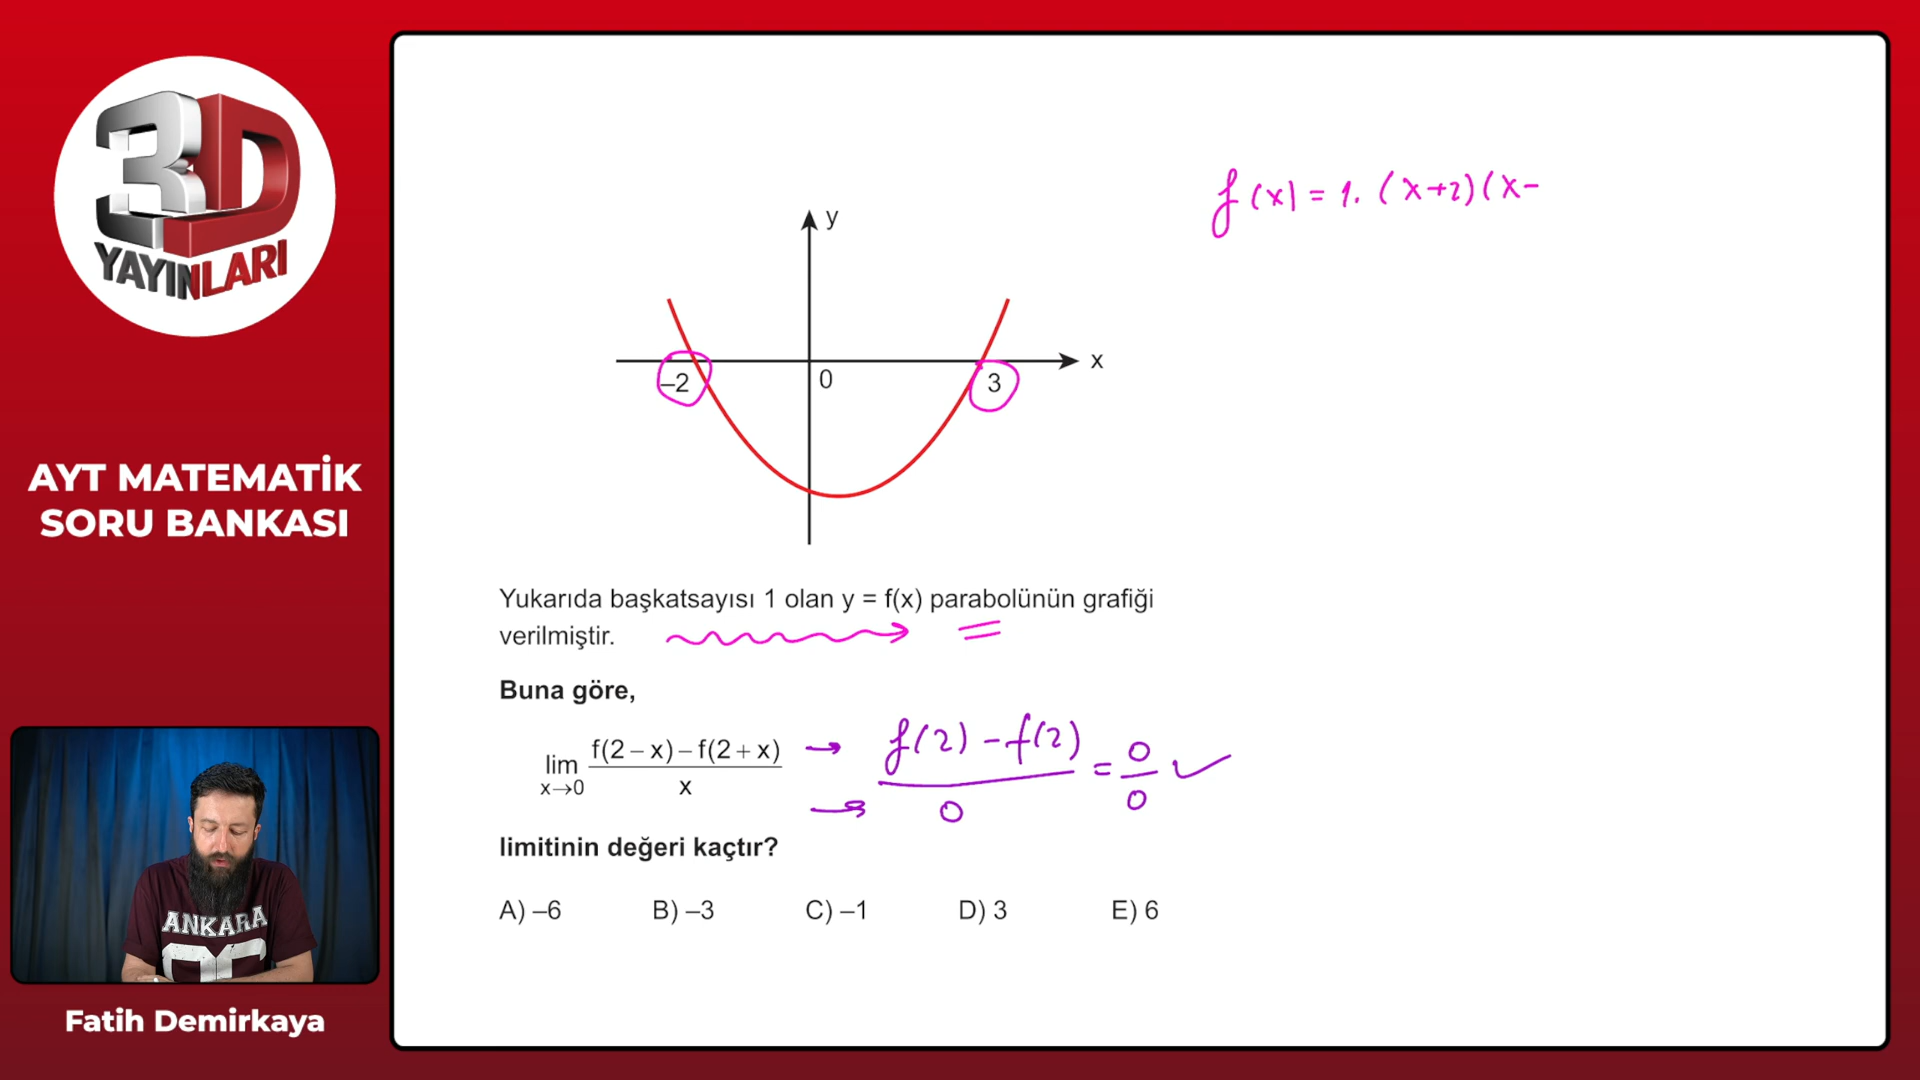 3D
YAYINLARI
AYT MATEMATİK
SORU BANKASI
ANKARA
Fatih Demirkaya
f(x) = 1. (x+2)(x-
y
x
–2
0
3
Yukarıda başkatsayısı 1 olan y = f(x) parabolünün grafiği
verilmiştir.
Buna göre,
lim x→0 f(2 – x) – f(2 + x) / x → f(2) - f(2) / 0 = 0/0 ✓
limitinin değeri kaçtır?
A) –6 B) –3 C) –1 D) 3 E) 6